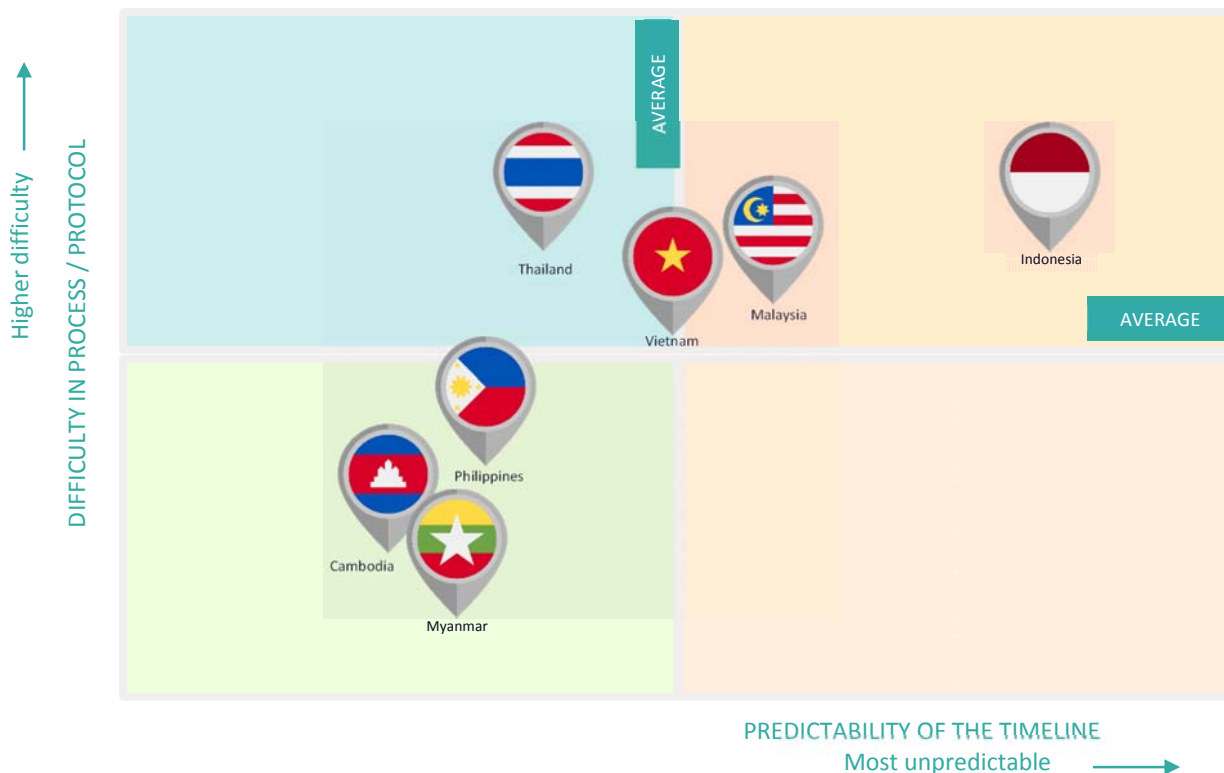 AVERAGE
Higher difficulty
DIFFICULTY IN PROCESS / PROTOCOL
Thailand
Vietnam
Malaysia
Indonesia
AVERAGE
Philippines
Cambodia
Myanmar
PREDICTABILITY OF THE TIMELINE
Most unpredictable